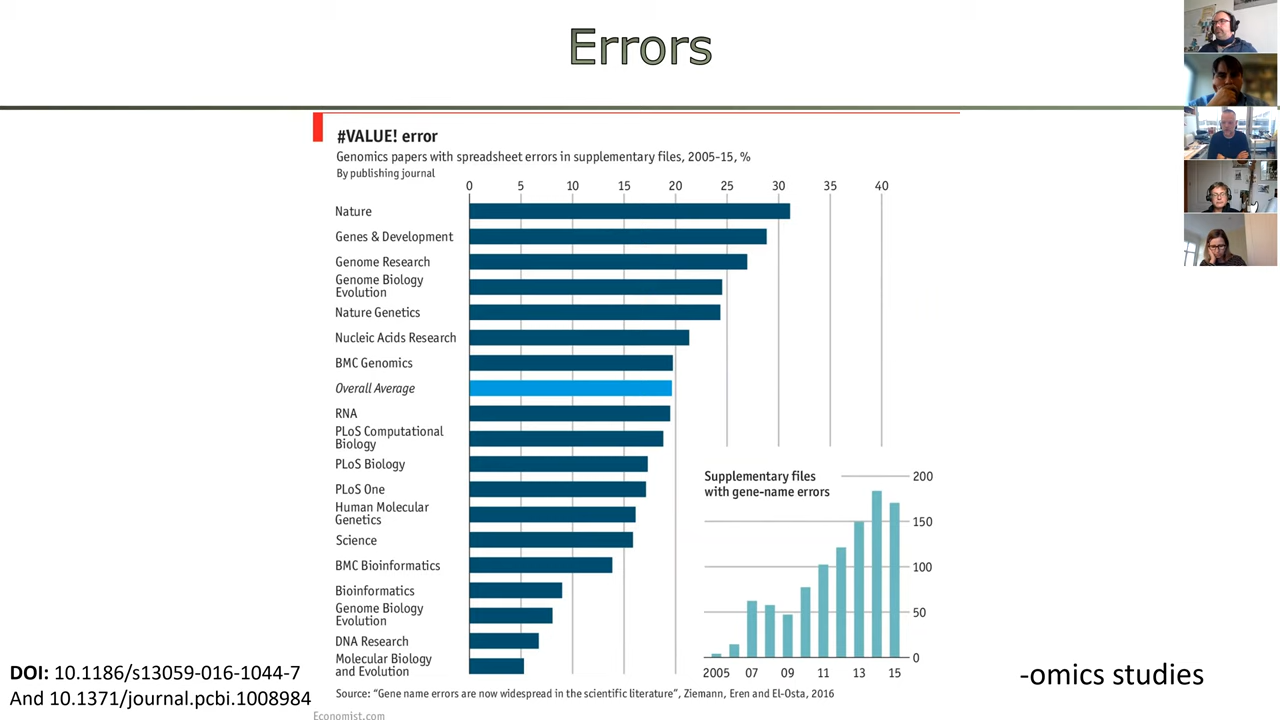 Errors
#VALUE! error
Genomics papers with spreadsheet errors in supplementary files, 2005-15, %
By publishing journal
0 5 10 15 20 25 30 35 40
Nature
Genes & Development
Genome Research
Genome Biology
Evolution
Nature Genetics
Nucleic Acids Research
BMC Genomics
Overall Average
RNA
PLoS Computational
Biology
PLoS Biology
PLoS One
Human Molecular
Genetics
Science
BMC Bioinformatics
Bioinformatics
Genome Biology
Evolution
DNA Research
Molecular Biology
and Evolution
Supplementary files
with gene-name errors
200
150
100
50
0
2005 07 09 11 13 15
Source: "Gene name errors are now widespread in the scientific literature", Ziemann, Eren and El-Osta, 2016
Economist.com
DOI: 10.1186/s13059-016-1044-7
And 10.1371/journal.pcbi.1008984
-omics studies